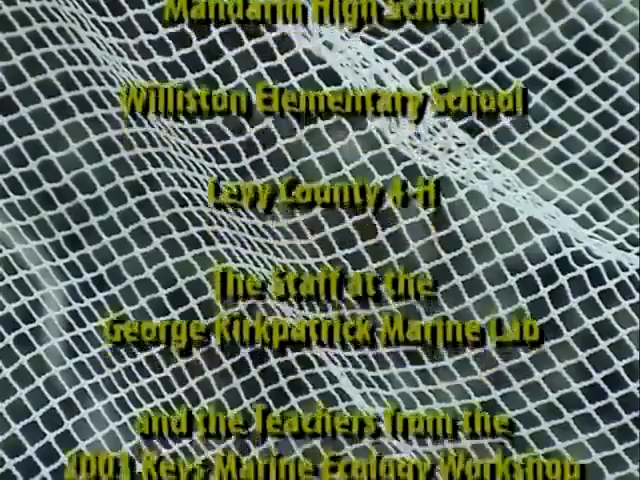 Mandarin High School
Williston Elementary School
Levy County 4-H
The Staff at the
George Kirkpatrick Marine Lab
and the Teachers from the
2003 Keys Marine Ecology Workshop